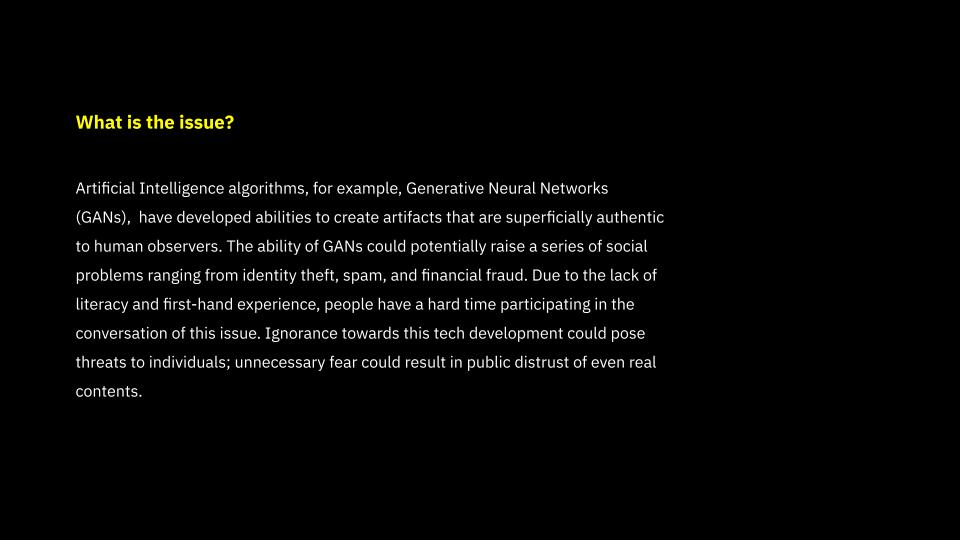 What is the issue?
Artificial Intelligence algorithms, for example, Generative Neural Networks
(GANs),  have developed abilities to create artifacts that are superficially authentic
to human observers. The ability of GANs could potentially raise a series of social
problems ranging from identity theft, spam, and financial fraud. Due to the lack of
literacy and first-hand experience, people have a hard time participating in the
conversation of this issue. Ignorance towards this tech development could pose
threats to individuals; unnecessary fear could result in public distrust of even real
contents.